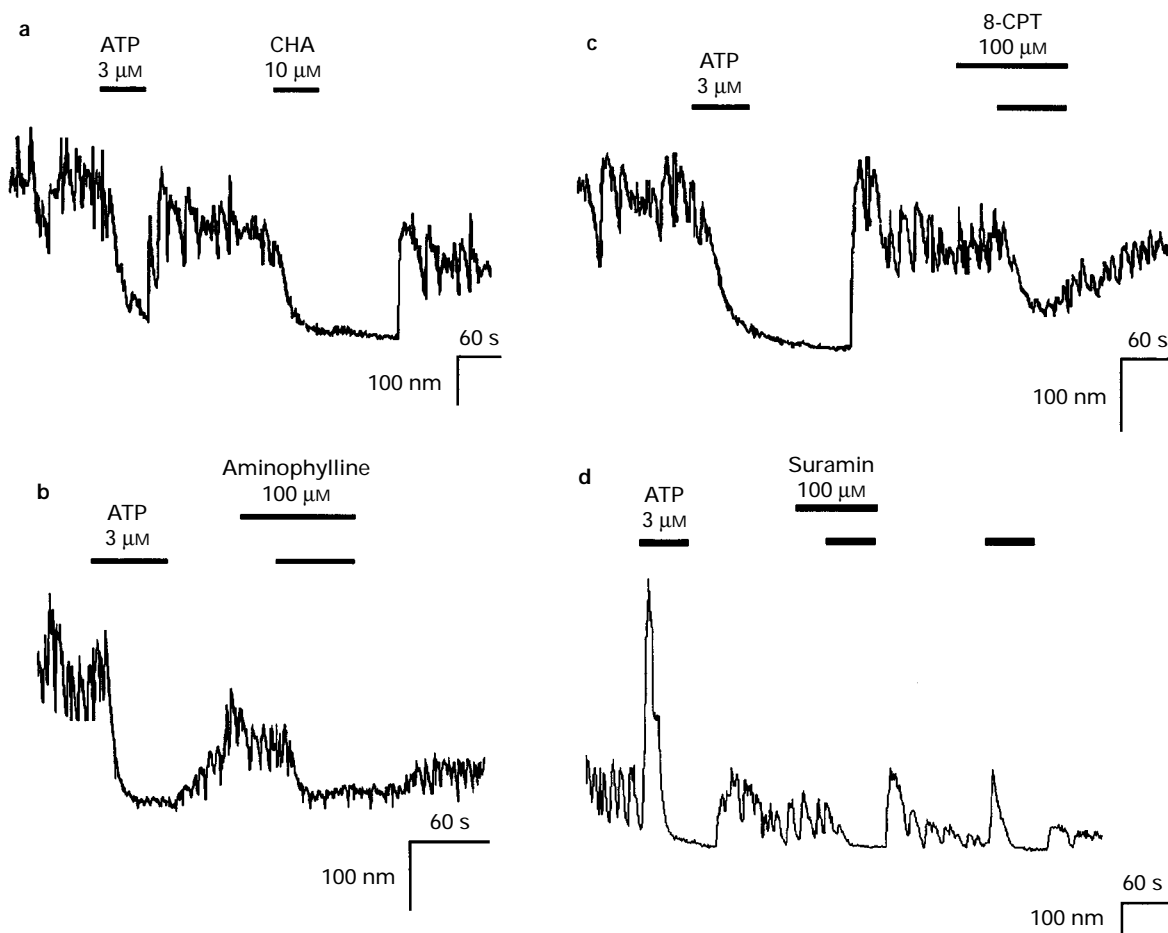 a
ATP
3 μM
CHA
10 μM
60 s
100 nm
c
ATP
3 μM
8-CPT
100 μM
60 s
100 nm
b
ATP
3 μM
Aminophylline
100 μM
60 s
100 nm
d
ATP
3 μM
Suramin
100 μM
60 s
100 nm